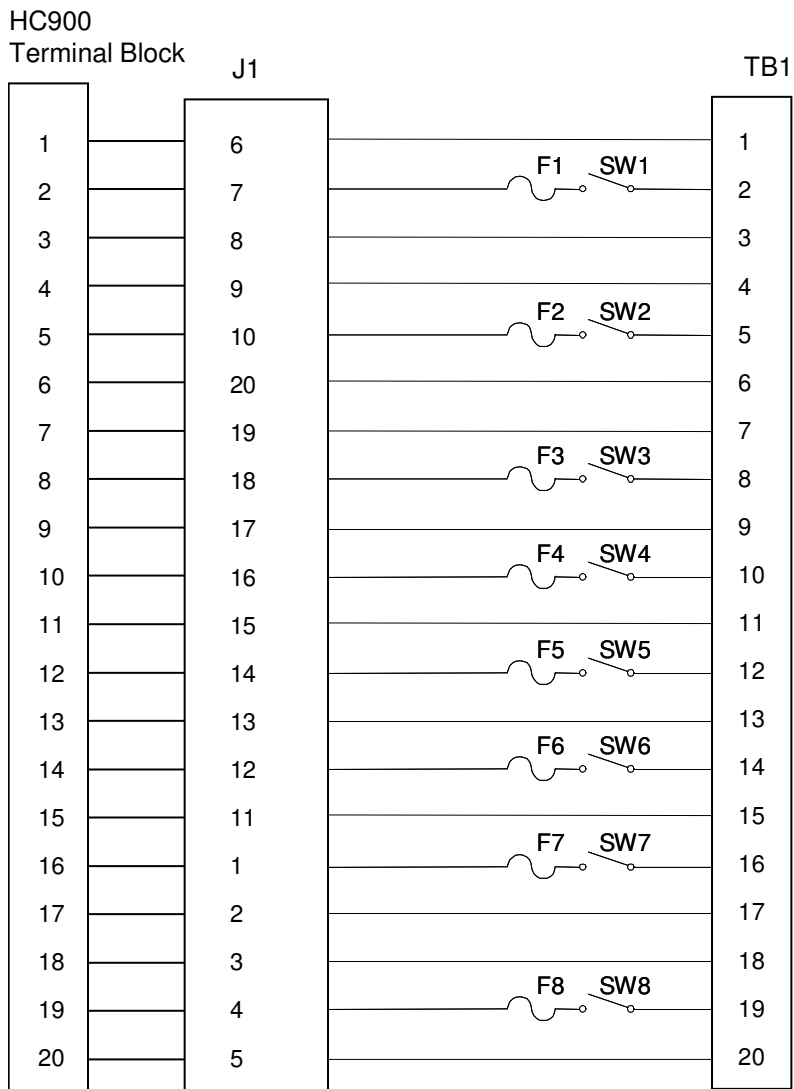 HC900
Terminal Block
J1
TB1
1 6 1
F1 SW1
2 7 2
3 8 3
4 9 4
F2 SW2
5 10 5
6 20 6
7 19 7
F3 SW3
8 18 8
9 17 9
F4 SW4
10 16 10
11 15 11
F5 SW5
12 14 12
13 13 13
F6 SW6
14 12 14
15 11 15
F7 SW7
16 1 16
17 2 17
18 3 18
F8 SW8
19 4 19
20 5 20